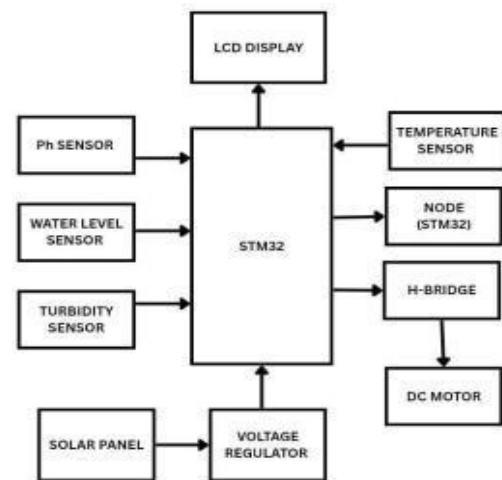 LCD DISPLAY
Ph SENSOR
TEMPERATURE
SENSOR
WATER LEVEL
SENSOR
STM32
NODE
(STM32)
TURBIDITY
SENSOR
H-BRIDGE
DC MOTOR
SOLAR PANEL
VOLTAGE
REGULATOR